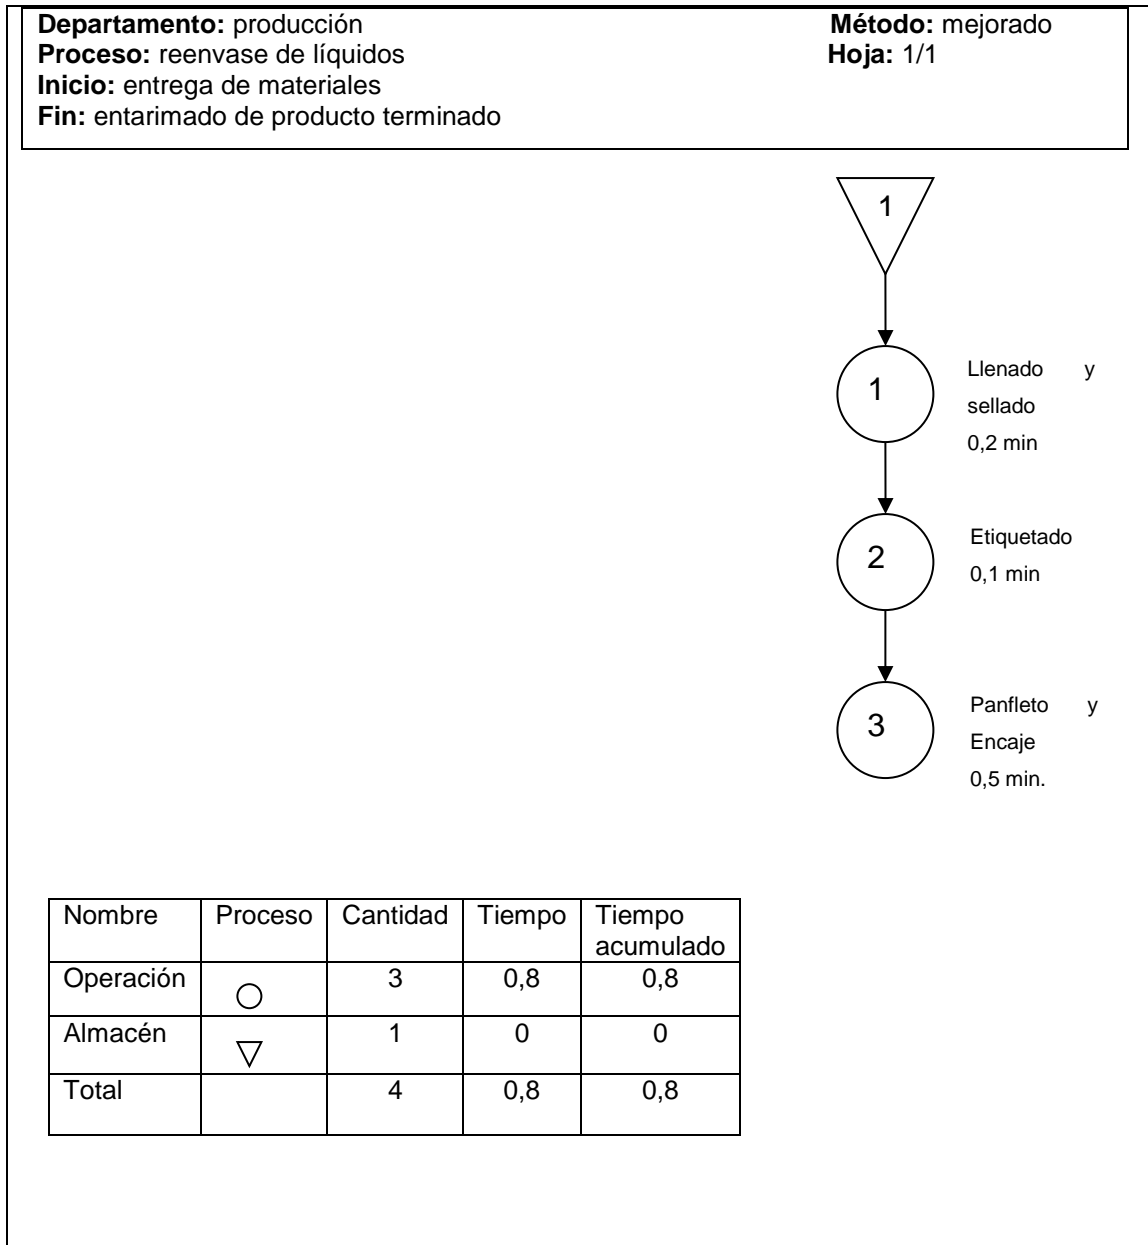 Departamento: producción Método: mejorado
Proceso: reenvase de líquidos Hoja: 1/1
Inicio: entrega de materiales
Fin: entarimado de producto terminado
1
1
Llenado y
sellado
0,2 min
2
Etiquetado
0,1 min
3
Panfleto y
Encaje
0,5 min.
Nombre Proceso Cantidad Tiempo Tiempo
acumulado
Operación 3 0,8 0,8
Almacén 1 0 0
Total 4 0,8 0,8